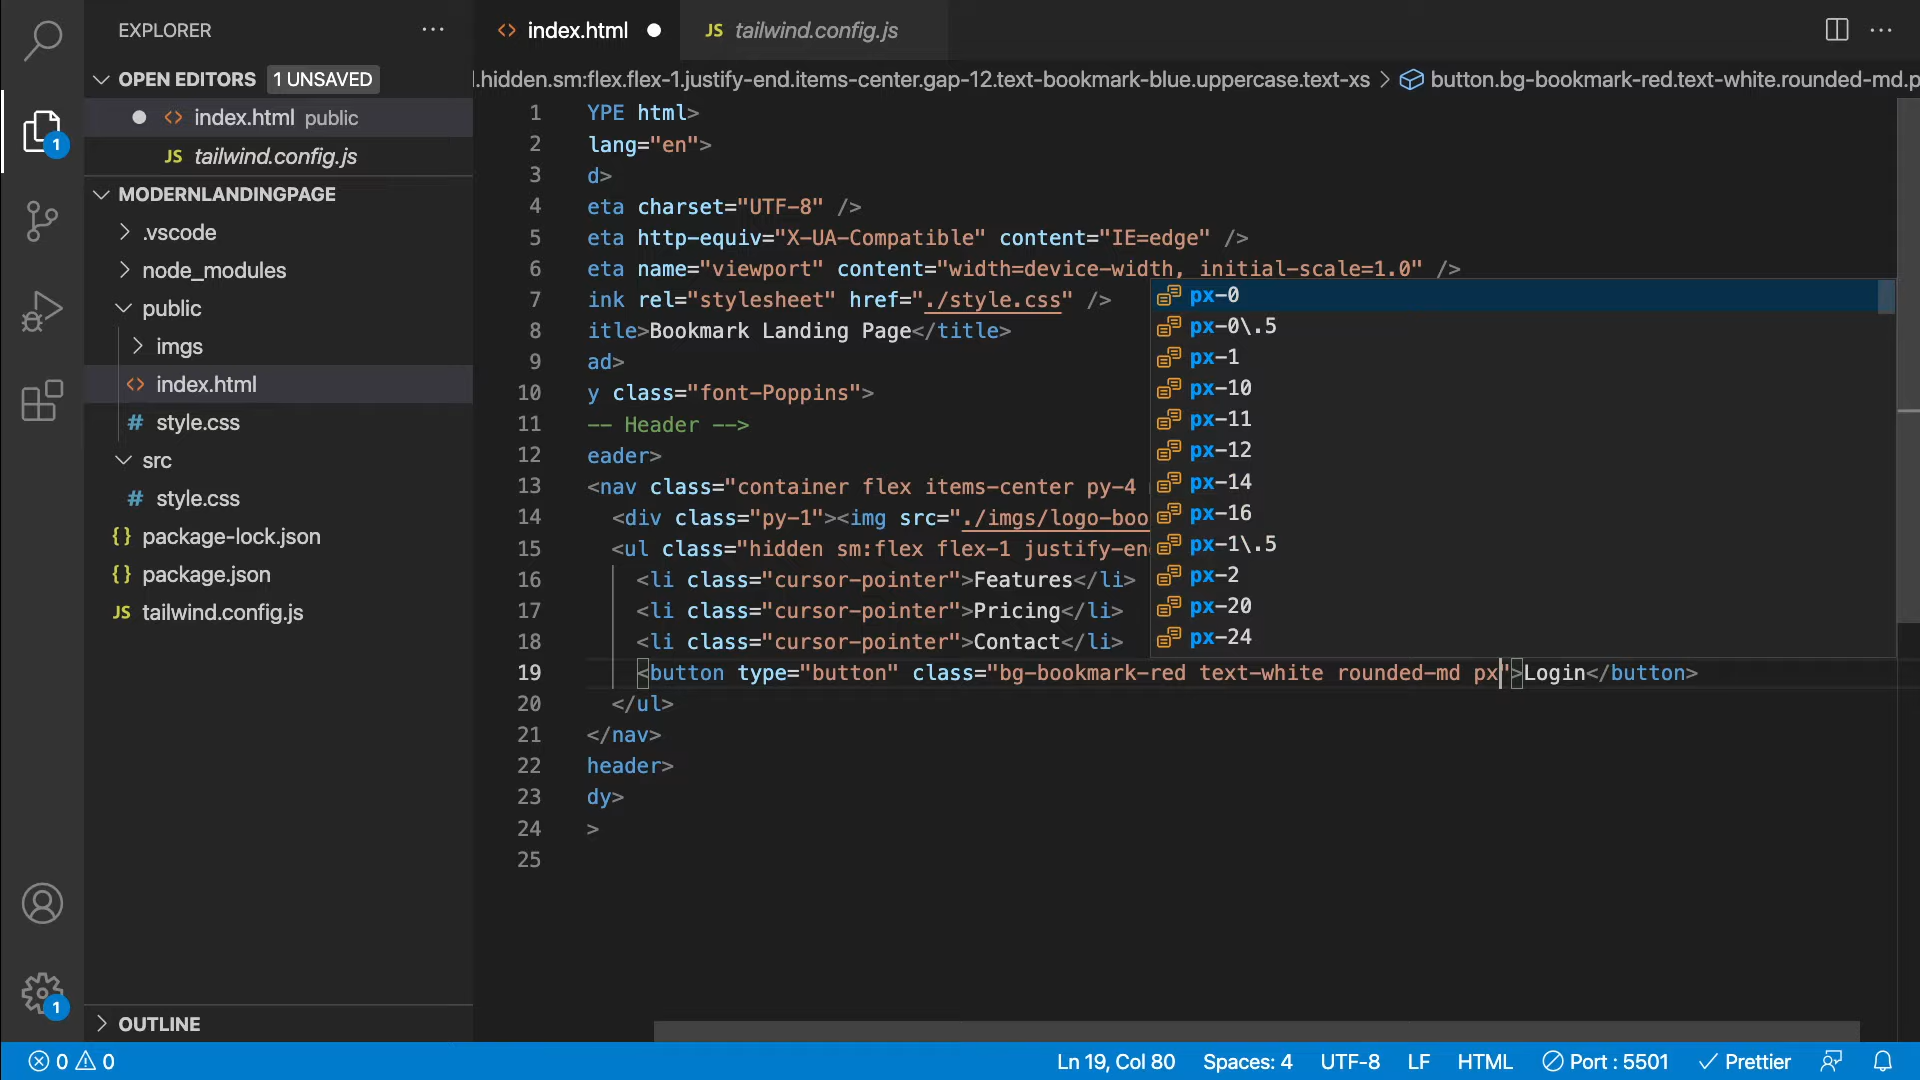 EXPLORER
OPEN EDITORS 1 UNSAVED
<> index.html public
JS tailwind.config.js
MODERNLANDINGPAGE
.vscode
node_modules
public
imgs
<> index.html
# style.css
src
# style.css
{} package-lock.json
{} package.json
JS tailwind.config.js
OUTLINE
1
1
<> index.html
JS tailwind.config.js
.hidden.sm:flex.flex-1.justify-end.items-center.gap-12.text-bookmark-blue.uppercase.text-xs > button.bg-bookmark-red.text-white.rounded-md.p
1 YPE html>
2 lang="en">
3 d>
4 eta charset="UTF-8" />
5 eta http-equiv="X-UA-Compatible" content="IE=edge" />
6 eta name="viewport" content="width=device-width, initial-scale=1.0" />
7 ink rel="stylesheet" href="./style.css" />
8 itle>Bookmark Landing Page</title>
9 ad>
10 y class="font-Poppins">
11 -- Header -->
12 eader>
13 <nav class="container flex items-center py-4
14 <div class="py-1"><img src="./imgs/logo-boo
15 <ul class="hidden sm:flex flex-1 justify-en
16 <li class="cursor-pointer">Features</li>
17 <li class="cursor-pointer">Pricing</li>
18 <li class="cursor-pointer">Contact</li>
19 <button type="button" class="bg-bookmark-red text-white rounded-md px">Login</button>
20 </ul>
21 </nav>
22 header>
23 dy>
24 >
25
px-0
px-0\.5
px-1
px-10
px-11
px-12
px-14
px-16
px-1\.5
px-2
px-20
px-24
0 0 Ln 19, Col 80 Spaces: 4 UTF-8 LF HTML Port : 5501 Prettier